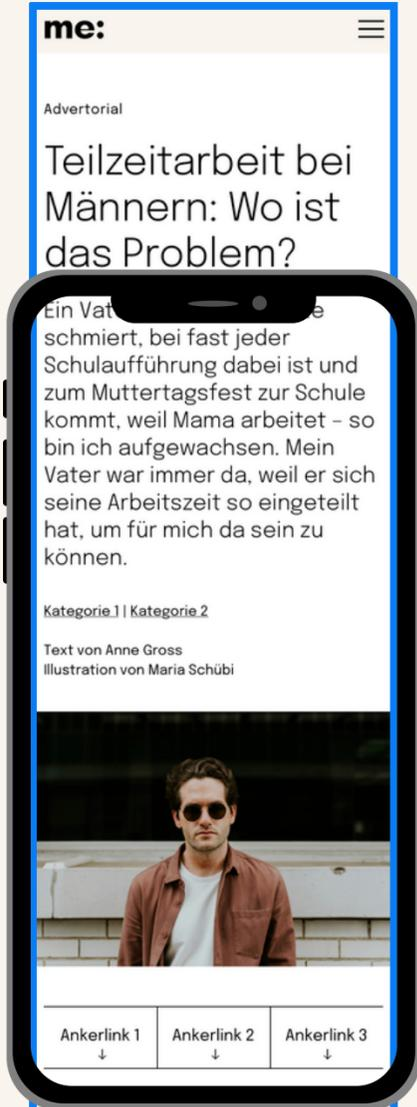 me:
Advertorial
Teilzeitarbeit bei
Männern: Wo ist
das Problem?
Ein
schmiert, bei fast jeder
Schulaufführung dabei ist und
zum Muttertagsfest zur Schule
kommt, weil Mama arbeitet – so
bin ich aufgewachsen. Mein
Vater war immer da, weil er sich
seine Arbeitszeit so eingeteilt
hat, um für mich da sein zu
können.
Kategorie 1 | Kategorie 2
Text von Anne Gross
Illustration von Maria Schübi
Ankerlink 1 Ankerlink 2 Ankerlink 3
↓ ↓ ↓